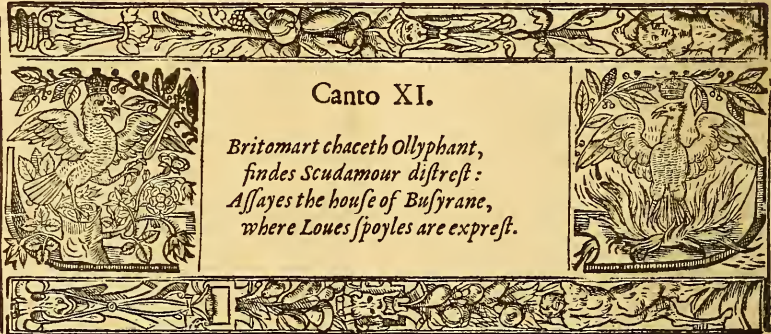 Canto XI.
Britomart chaceth Ollyphant,
findes Scudamour diſtreſt :
Aſſayes the houſe of Buſyrane,
where Loues ſpoyles are expreſt.